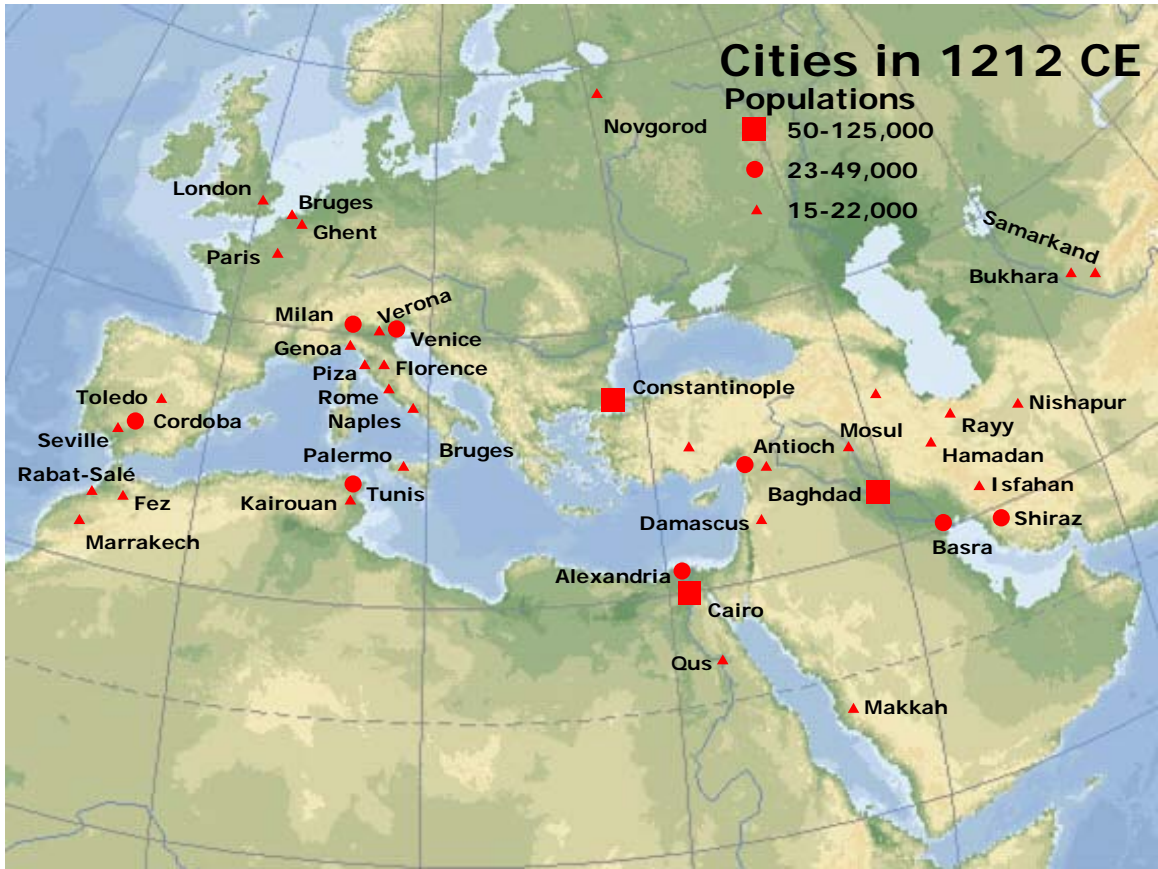 Cities in 1212 CE
Populations
50-125,000
23-49,000
15-22,000
Novgorod
London
Bruges
Ghent
Paris
Samarkand
Bukhara
Milan
Verona
Venice
Genoa
Piza
Florence
Rome
Naples
Bruges
Constantinople
Toledo
Cordoba
Seville
Nishapur
Rayy
Mosul
Hamadan
Antioch
Palermo
Rabat-Salé
Fez
Kairouan
Tunis
Marrakech
Baghdad
Isfahan
Damascus
Shiraz
Basra
Alexandria
Cairo
Qus
Makkah